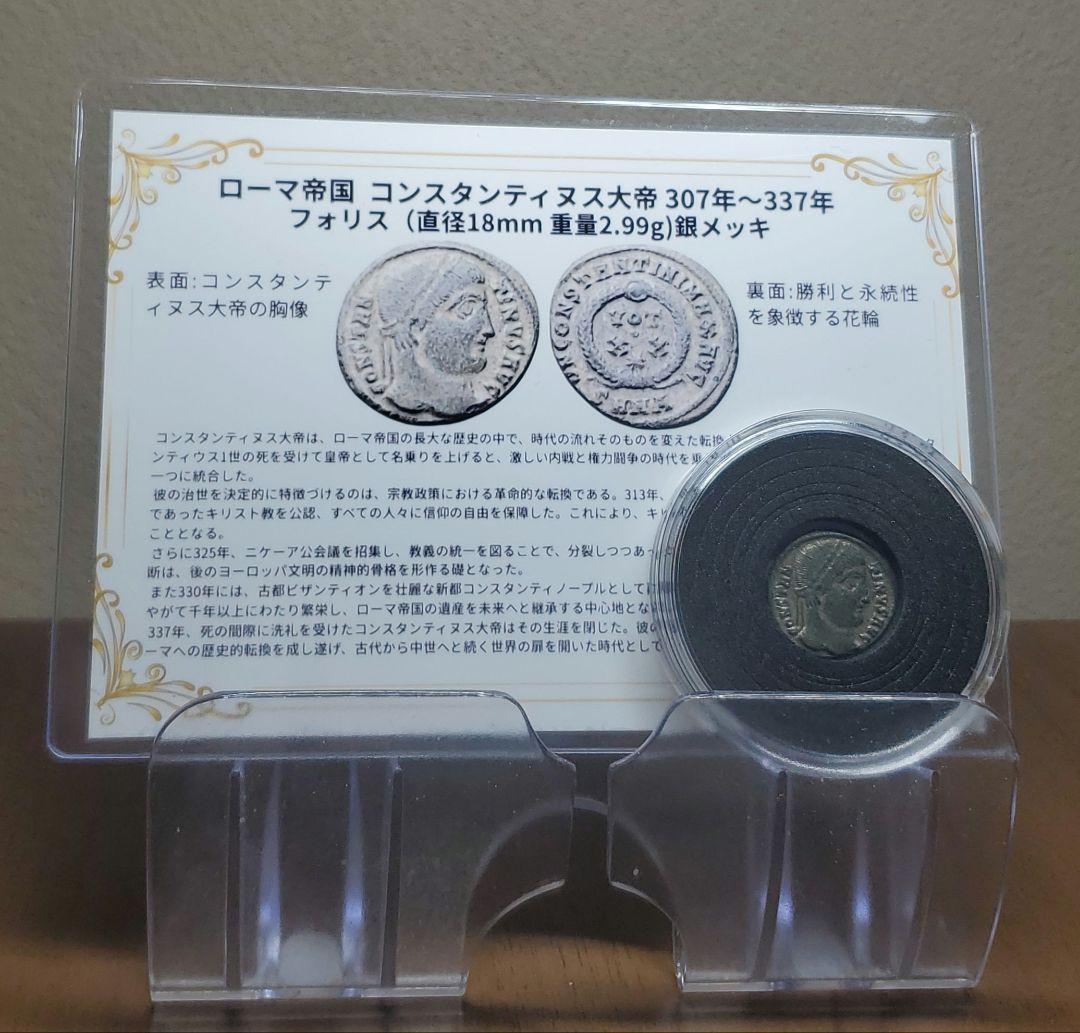 ローマ帝国 コンスタンティヌス大帝 307年～337年
フォリス（直径18mm 重量2.99g)銀メッキ
表面:コンスタンテ
ィヌス大帝の胸像
裏面:勝利と永続性
を象徴する花輪
CONSTAN
TINVSAVG
DNCONSTANTINIMAXAVG
VOT
XX
SMHA
コンスタンティヌス大帝は、ローマ帝国の長大な歴史の中で、時代の流れそのものを変えた転換
ンティウス1世の死を受けて皇帝として名乗りを上げると、激しい内戦と権力闘争の時代を乗
一つに統合した。
彼の治世を決定的に特徴づけるのは、宗教政策における革命的な転換である。313年、
であったキリスト教を公認、すべての人々に信仰の自由を保障した。これにより、キリ
こととなる。
さらに325年、ニケーア公会議を招集し、教義の統一を図ることで、分裂しつつあっ
断は、後のヨーロッパ文明の精神的骨格を形作る礎となった。
また330年には、古都ビザンティオンを壮麗な新都コンスタンティノープルとして
やがて千年以上にわたり繁栄し、ローマ帝国の遺産を未来へと継承する中心地とな
337年、死の間際に洗礼を受けたコンスタンティヌス大帝はその生涯を閉じた。彼の
ーマへの歴史的転換を成し遂げ、古代から中世へと続く世界の扉を開いた時代として